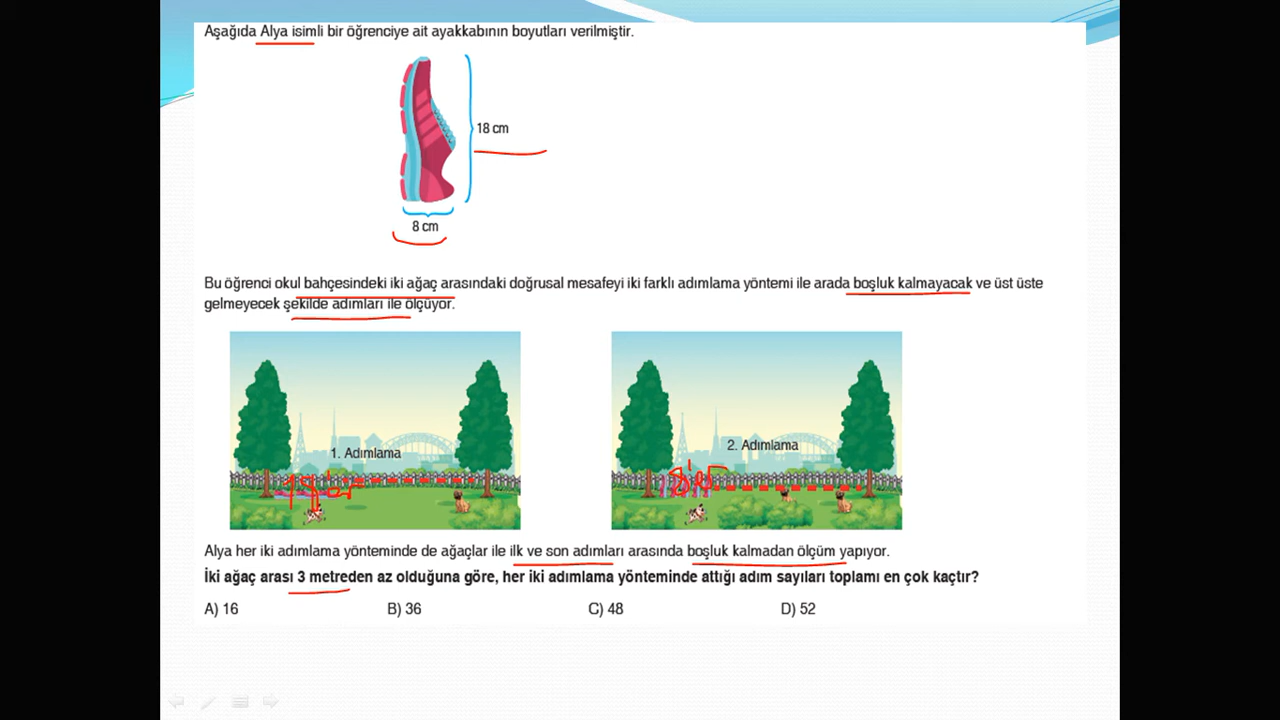 Aşağıda Alya isimli bir öğrenciye ait ayakkabının boyutları verilmiştir.
18 cm
8 cm
Bu öğrenci okul bahçesindeki iki ağaç arasındaki doğrusal mesafeyi iki farklı adımlama yöntemi ile arada boşluk kalmayacak ve üst üste
gelmeyecek şekilde adımları ile ölçüyor.
1. Adımlama
2. Adımlama
18'er
8'er
Alya her iki adımlama yönteminde de ağaçlar ile ilk ve son adımları arasında boşluk kalmadan ölçüm yapıyor.
İki ağaç arası 3 metreden az olduğuna göre, her iki adımlama yönteminde attığı adım sayıları toplamı en çok kaçtır?
A) 16 B) 36 C) 48 D) 52